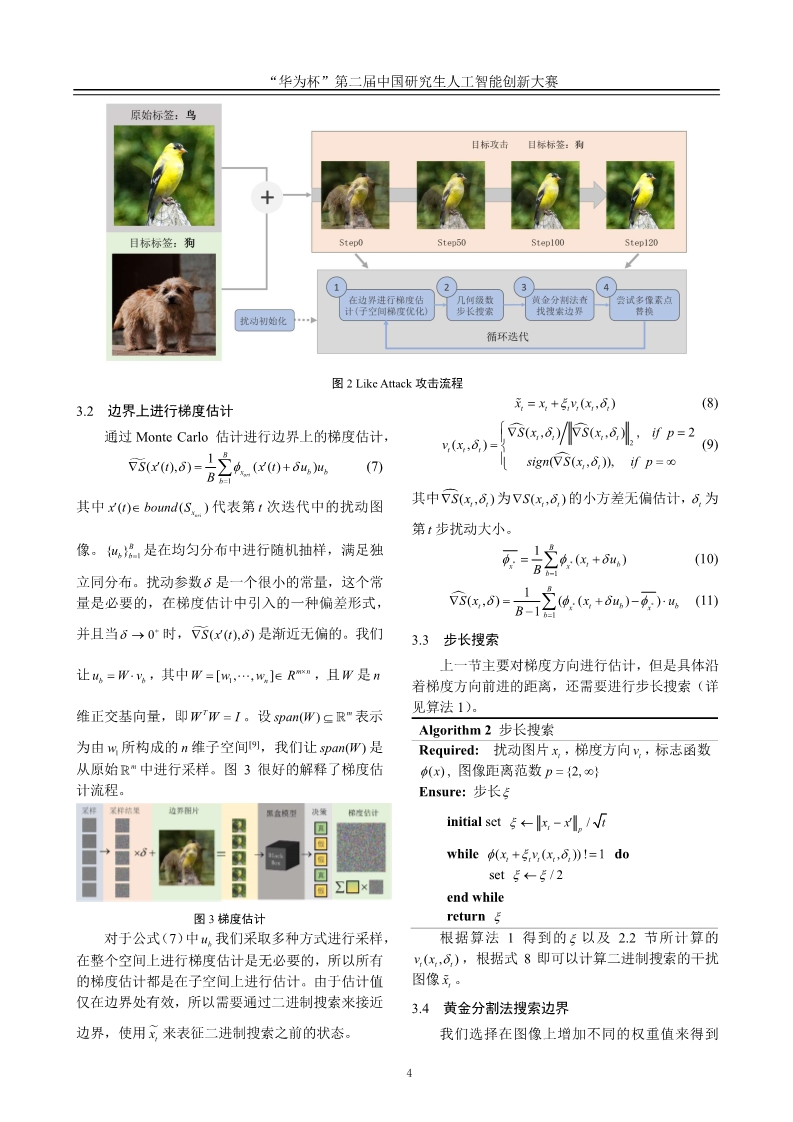 “华为杯”第二届中国研究生人工智能创新大赛
原始标签：鸟
目标标签：狗
+
目标攻击 目标标签：狗
Step0 Step50 Step100 Step120
扰动初始化
1 2 3 4
在边界进行梯度估计(子空间梯度优化)
几何级数步长搜索
黄金分割法查找搜索边界
尝试多像素点替换
循环迭代
图 2 Like Attack 攻击流程
3.2 边界上进行梯度估计
通过 Monte Carlo 估计进行边界上的梯度估计，
$\widetilde{\nabla S}(x'(t),\delta)=\frac{1}{B}\sum_{b=1}^{B}\phi_{x_{ori}}(x'(t)+\delta u_b)u_b$ (7)
其中 $x'(t)\in bound(S_{x_{ori}})$ 代表第 t 次迭代中的扰动图
像。$\{u_b\}_{b=1}^{B}$ 是在均匀分布中进行随机抽样，满足独
立同分布。扰动参数 δ 是一个很小的常量，这个常
量是必要的，在梯度估计中引入的一种偏差形式，
并且当 $\delta\to 0^+$ 时，$\widetilde{\nabla S}(x'(t),\delta)$ 是渐近无偏的。我们
让 $u_b=W\cdot v_b$，其中 $W=[w_1,\cdots,w_n]\in R^{m\times n}$，且 W 是 n
维正交基向量，即 $W^TW=I$。设 $span(W)\subseteq\mathbb{R}^m$ 表示
为由 $w_i$ 所构成的 n 维子空间[9]，我们让 span(W) 是
从原始 $\mathbb{R}^m$ 中进行采样。图 3 很好的解释了梯度估
计流程。
采样 采样结果 边界图片 黑盒模型 决策 梯度估计
×δ + = Black Box 真 假 假 真 假 Σ ×
图 3 梯度估计
对于公式（7）中 $u_b$ 我们采取多种方式进行采样，
在整个空间上进行梯度估计是无必要的，所以所有
的梯度估计都是在子空间上进行估计。由于估计值
仅在边界处有效，所以需要通过二进制搜索来接近
边界，使用 $\widetilde{x}_t$ 来表征二进制搜索之前的状态。
$\tilde{x}_t=x_t+\xi_t v_t(x_t,\delta_t)$ (8)
$v_t(x_t,\delta_t)=\begin{cases}\widehat{\nabla S}(x_t,\delta_t)/\|\widehat{\nabla S}(x_t,\delta_t)\|_2, & if\ p=2\\ sign(\widehat{\nabla S}(x_t,\delta_t)), & if\ p=\infty\end{cases}$ (9)
其中 $\widehat{\nabla S}(x_t,\delta_t)$ 为 $\nabla S(x_t,\delta_t)$ 的小方差无偏估计，$\delta_t$ 为
第 t 步扰动大小。
$\overline{\phi_{x^*}}=\frac{1}{B}\sum_{b=1}^{B}\phi_{x^*}(x_t+\delta u_b)$ (10)
$\widehat{\nabla S}(x_t,\delta)=\frac{1}{B-1}\sum_{b=1}^{B}(\phi_{x^*}(x_t+\delta u_b)-\overline{\phi_{x^*}})\cdot u_b$ (11)
3.3 步长搜索
上一节主要对梯度方向进行估计，但是具体沿
着梯度方向前进的距离，还需要进行步长搜索（详
见算法 1）。
Algorithm 2 步长搜索
Required: 扰动图片 $x_t$，梯度方向 $v_t$，标志函数
$\phi(x)$, 图像距离范数 $p=\{2,\infty\}$
Ensure: 步长 ξ
initial set $\xi\leftarrow\|x_t-x'\|_p/\sqrt{t}$
while $\phi(x_t+\xi_t v_t(x_t,\delta_t))!=1$ do
set $\xi\leftarrow\xi/2$
end while
return ξ
根据算法 1 得到的 ξ 以及 2.2 节所计算的
$v_t(x_t,\delta_t)$，根据式 8 即可以计算二进制搜索的干扰
图像 $\tilde{x}_t$。
3.4 黄金分割法搜索边界
我们选择在图像上增加不同的权重值来得到
4